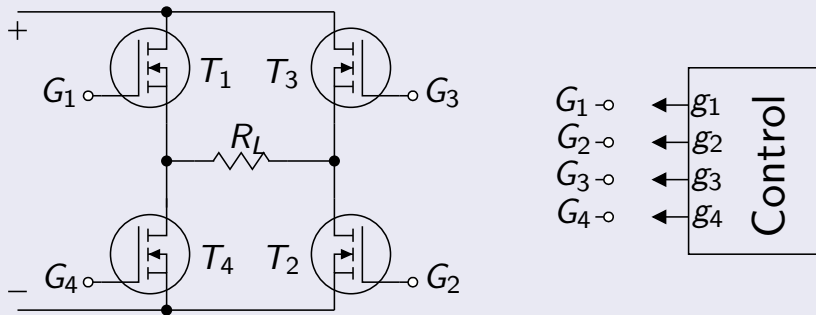 +
T1 T3
G1 G3
RL
T4 T2
G4 G2
−
G1 g1
G2 g2
G3 g3
G4 g4
Control